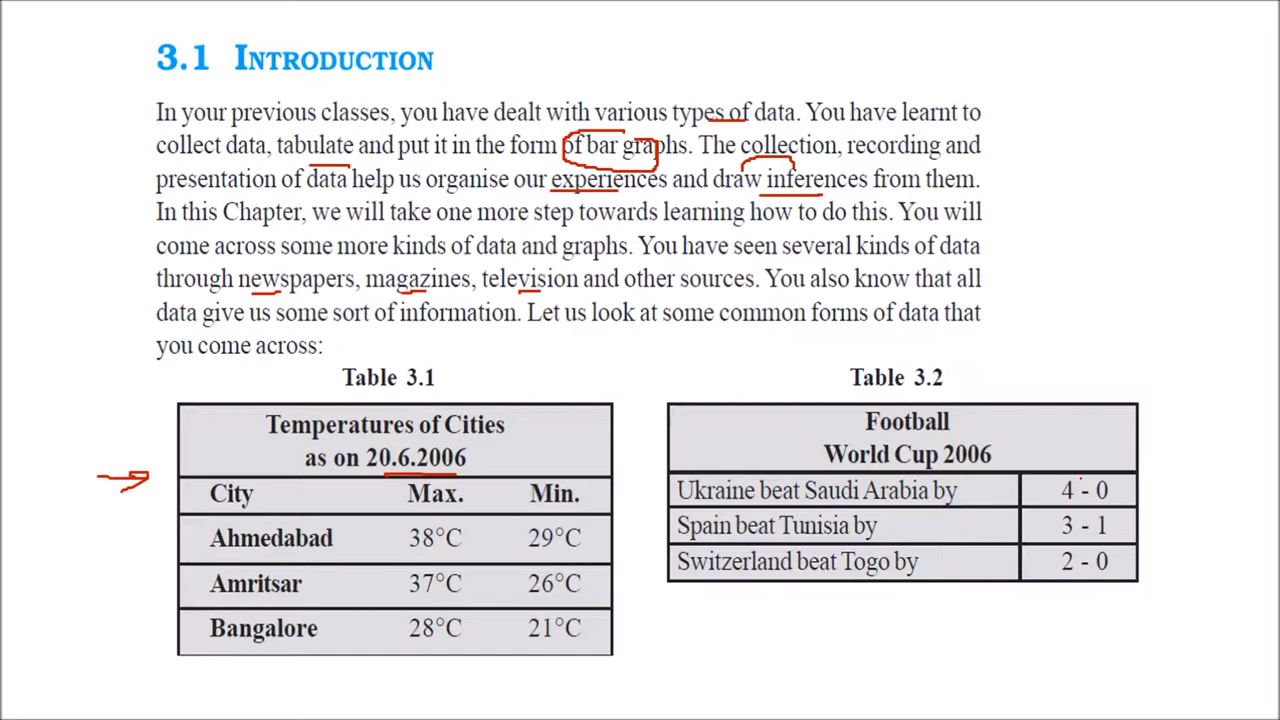 3.1 INTRODUCTION
In your previous classes, you have dealt with various types of data. You have learnt to
collect data, tabulate and put it in the form of bar graphs. The collection, recording and
presentation of data help us organise our experiences and draw inferences from them.
In this Chapter, we will take one more step towards learning how to do this. You will
come across some more kinds of data and graphs. You have seen several kinds of data
through newspapers, magazines, television and other sources. You also know that all
data give us some sort of information. Let us look at some common forms of data that
you come across:
Table 3.1
Temperatures of Cities
as on 20.6.2006
City Max. Min.
Ahmedabad 38°C 29°C
Amritsar 37°C 26°C
Bangalore 28°C 21°C
Table 3.2
Football
World Cup 2006
Ukraine beat Saudi Arabia by 4 - 0
Spain beat Tunisia by 3 - 1
Switzerland beat Togo by 2 - 0